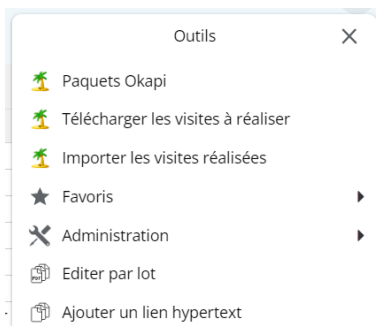 Outils
Paquets Okapi
Télécharger les visites à réaliser
Importer les visites réalisées
Favoris
Administration
Editer par lot
Ajouter un lien hypertext